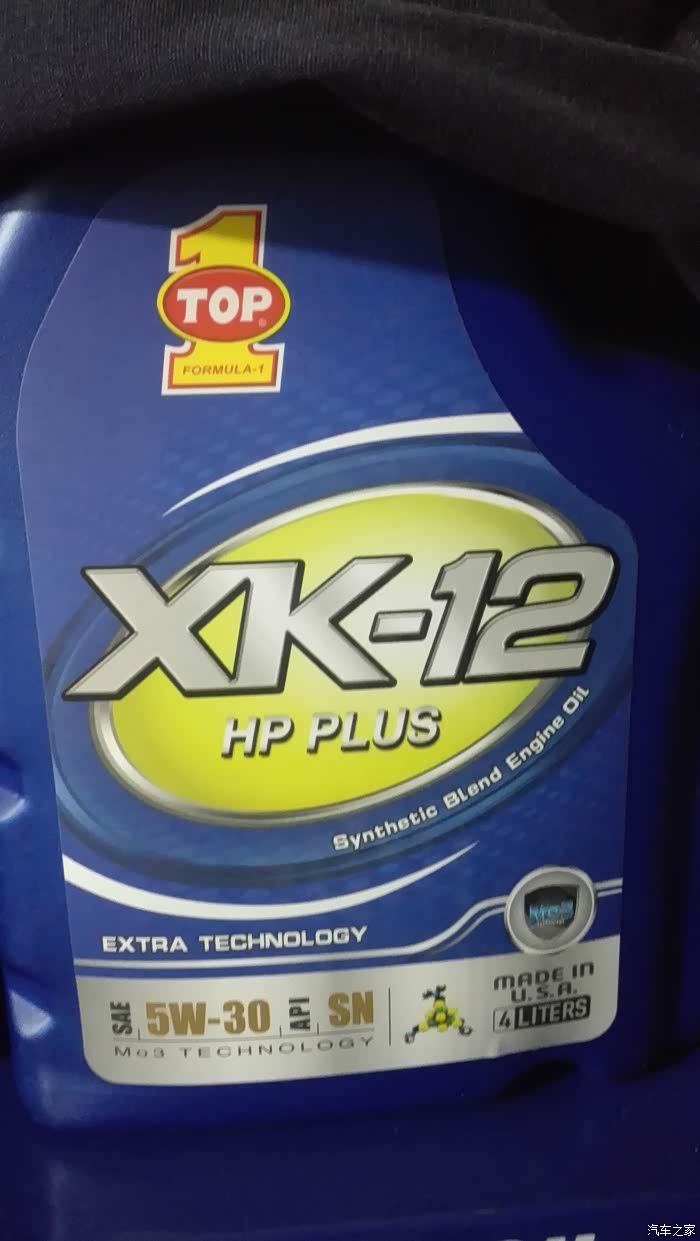 1
TOP
FORMULA-1
XK-12
HP PLUS
Synthetic Blend Engine Oil
EXTRA TECHNOLOGY
SAE 5W-30 API SN
Mo3 TECHNOLOGY
MADE IN
U.S.A.
4 LITERS
汽车之家